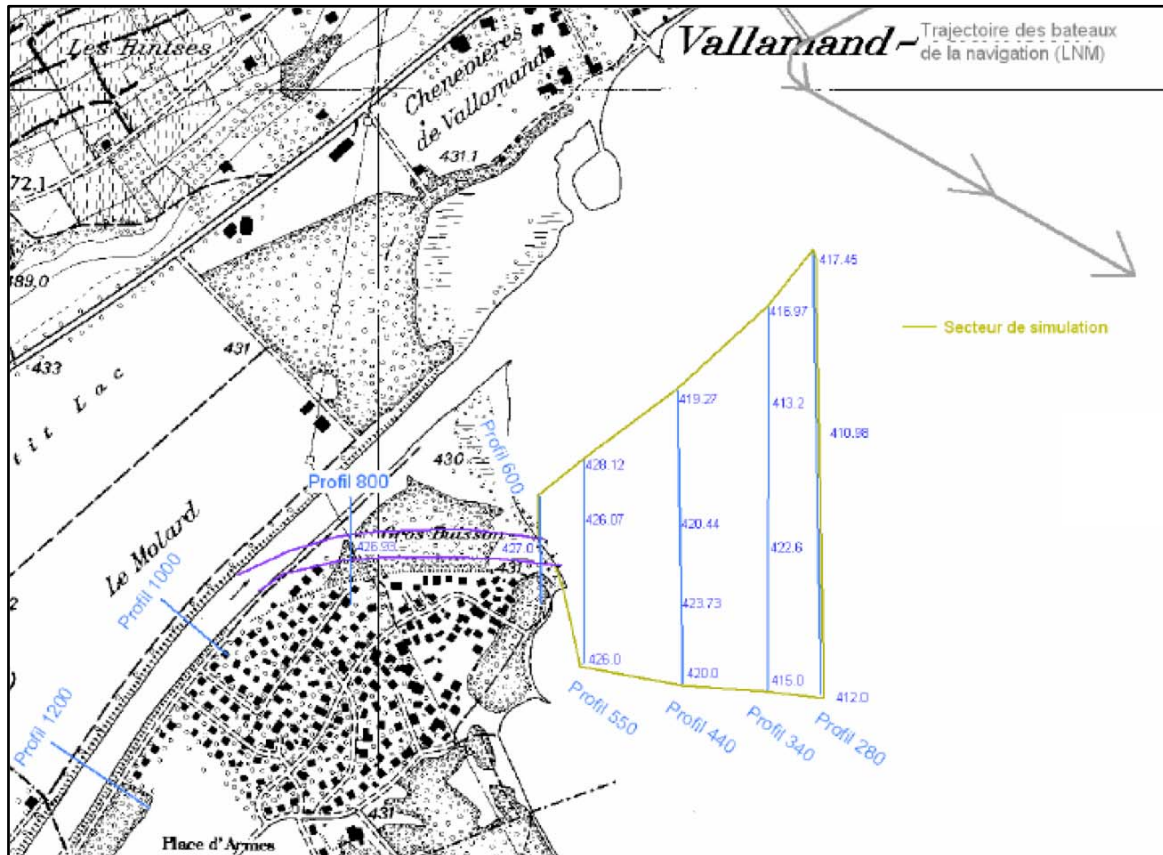 Les Rintses
Vallamand-
Trajectoire des bateaux
de la navigation (LNM)
Chenevières
de Vallamand
431.1
72.1
489.0
417.45
Secteur de simulation
433
431
tit Lac
419.27
413.2
410.98
430
Profil 600
Profil 800
428.12
426.07
420.44
422.6
Gros Buisson
426.93
427.0
431
Le Molard
Profil 1000
423.73
426.0
420.0
415.0
412.0
Profil 550
Profil 440
Profil 340
Profil 280
Profil 1200
431
Place d'Armes